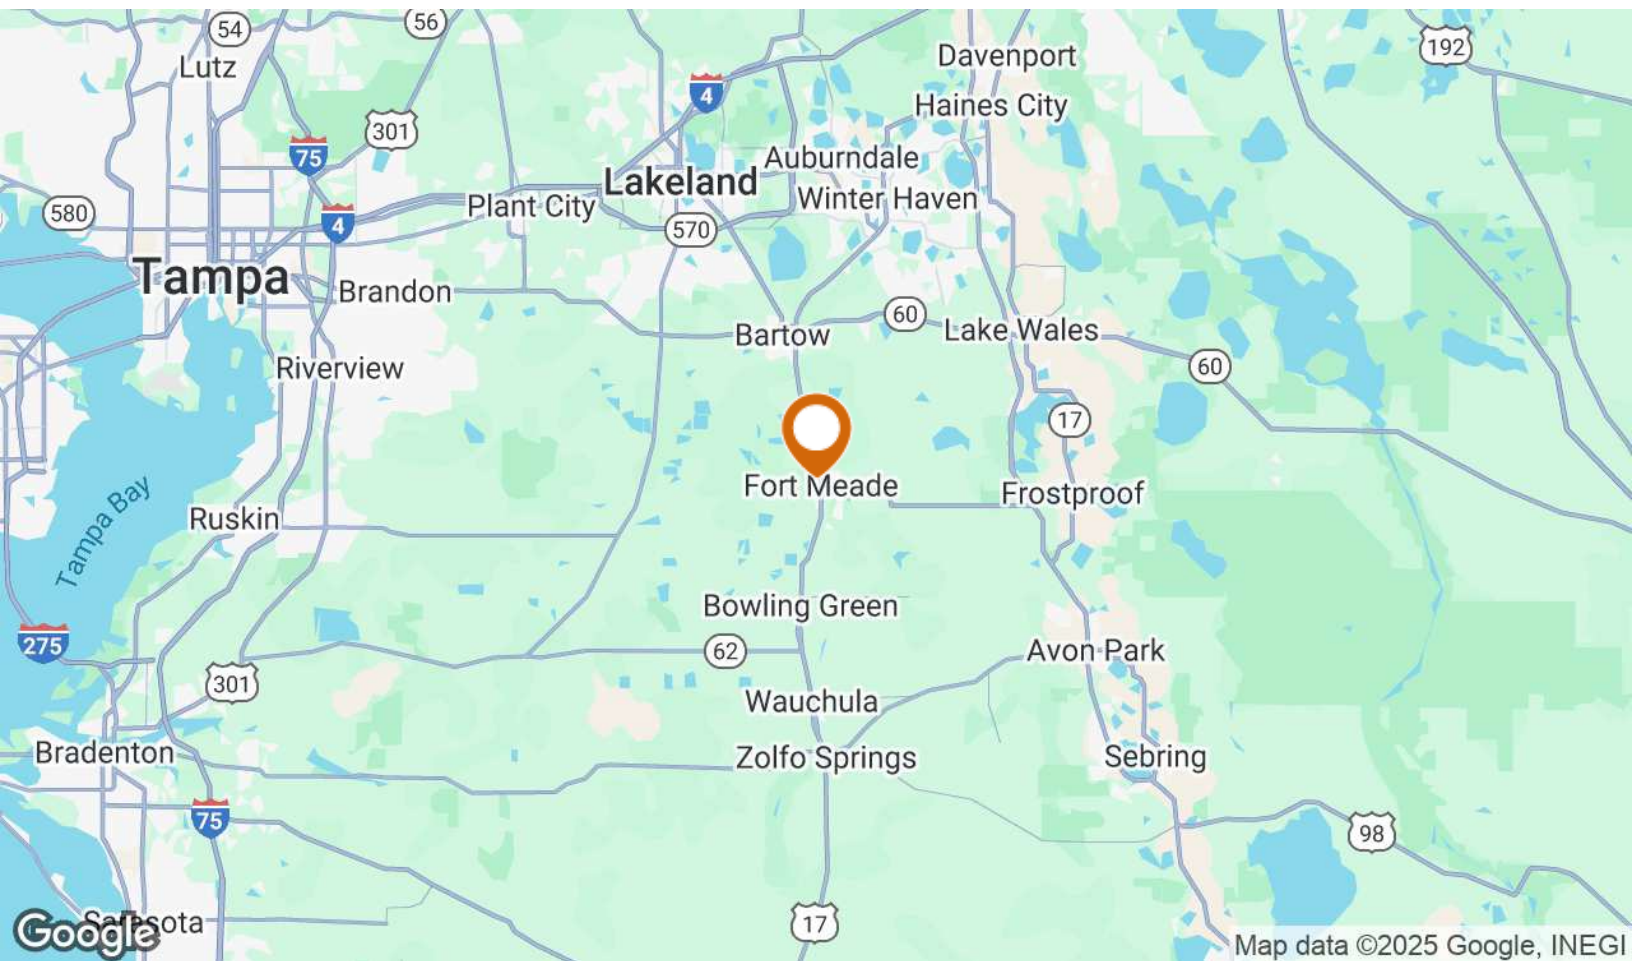 54
56
192
Lutz
Davenport
4
Haines City
301
75
Auburndale
Lakeland
Winter Haven
Plant City
580
4
570
Tampa
Brandon
60
Bartow
Lake Wales
Riverview
60
17
Fort Meade
Frostproof
Tampa Bay
Ruskin
Bowling Green
275
62
Avon Park
301
Wauchula
Bradenton
Zolfo Springs
Sebring
75
98
Sarasota
17
Google
Map data ©2025 Google, INEGI